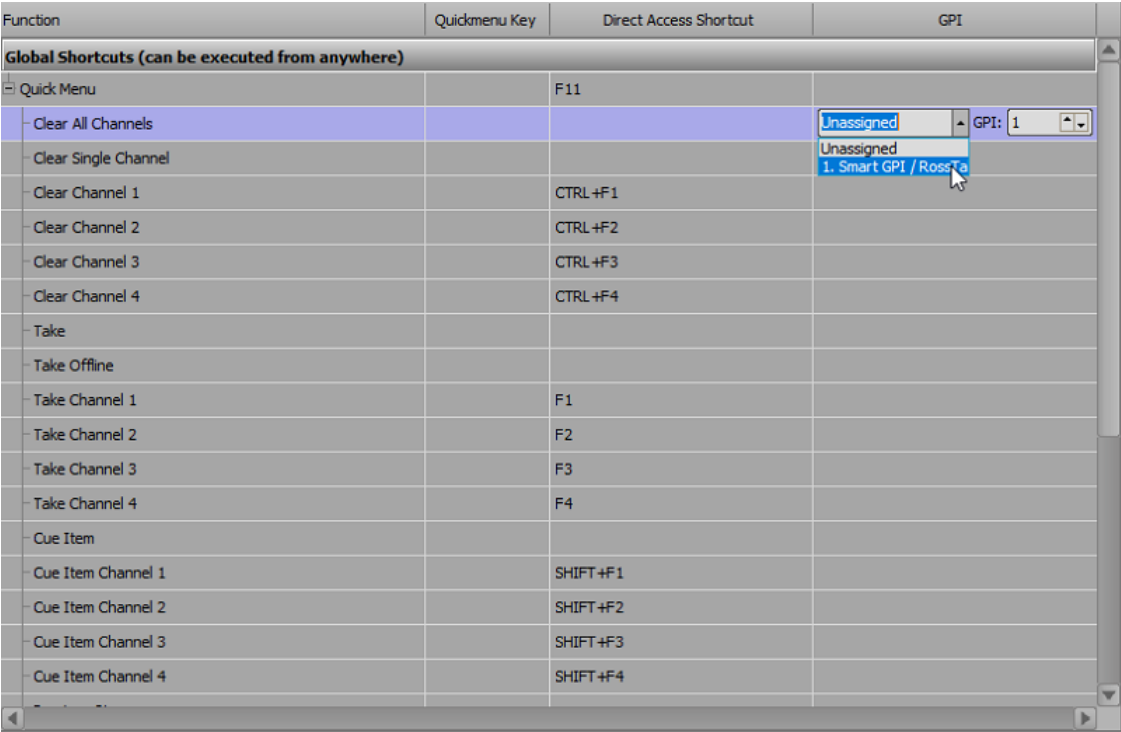 Function Quickmenu Key Direct Access Shortcut GPI
Global Shortcuts (can be executed from anywhere)
Quick Menu F11
Clear All Channels Unassigned GPI: 1
Unassigned
Clear Single Channel
1. Smart GPI / RossTa
Clear Channel 1 CTRL+F1
Clear Channel 2 CTRL+F2
Clear Channel 3 CTRL+F3
Clear Channel 4 CTRL+F4
Take
Take Offline
Take Channel 1 F1
Take Channel 2 F2
Take Channel 3 F3
Take Channel 4 F4
Cue Item
Cue Item Channel 1 SHIFT+F1
Cue Item Channel 2 SHIFT+F2
Cue Item Channel 3 SHIFT+F3
Cue Item Channel 4 SHIFT+F4